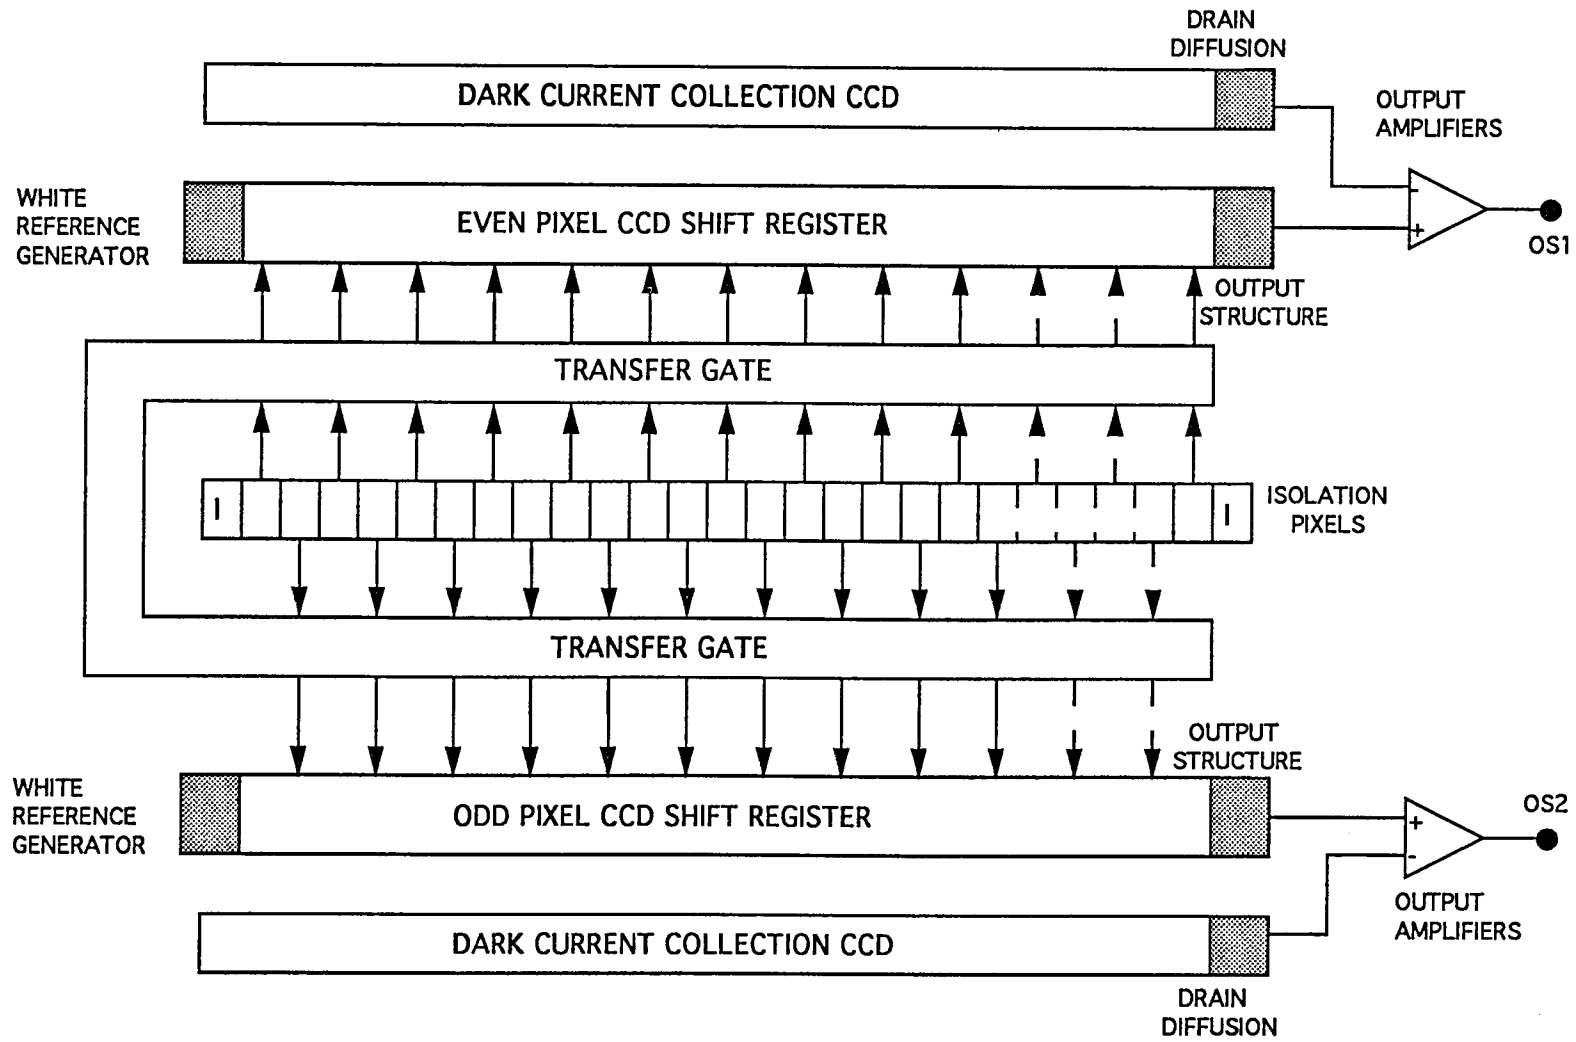 DRAIN
DIFFUSION
DARK CURRENT COLLECTION CCD
OUTPUT
AMPLIFIERS
WHITE
REFERENCE
GENERATOR
EVEN PIXEL CCD SHIFT REGISTER
-
+
OS1
OUTPUT
STRUCTURE
TRANSFER GATE
I
I
ISOLATION
PIXELS
TRANSFER GATE
OUTPUT
STRUCTURE
WHITE
REFERENCE
GENERATOR
ODD PIXEL CCD SHIFT REGISTER
+
-
OS2
OUTPUT
AMPLIFIERS
DARK CURRENT COLLECTION CCD
DRAIN
DIFFUSION